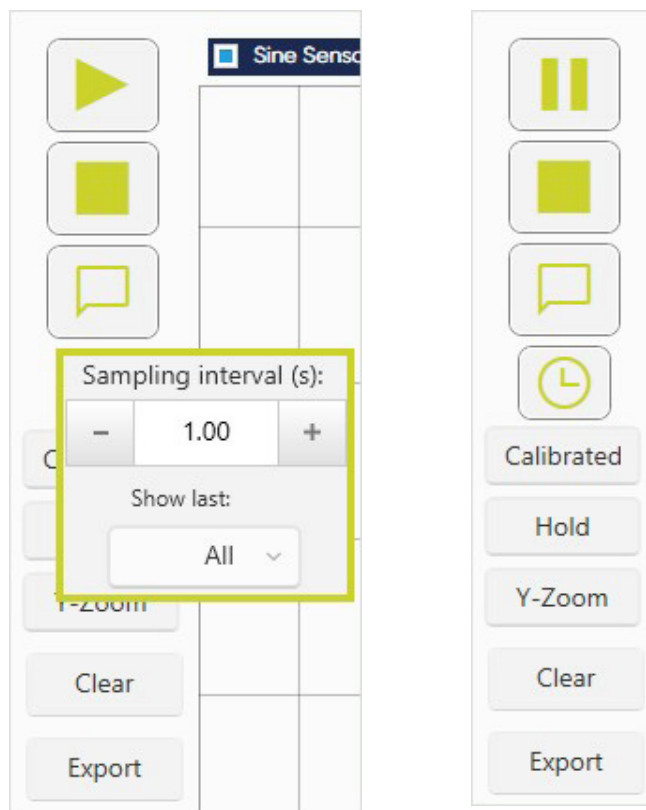 Sine Senso
Sampling interval (s):
− 1.00 +
Show last:
All
Y-Zoom
Clear
Export
Calibrated
Hold
Y-Zoom
Clear
Export